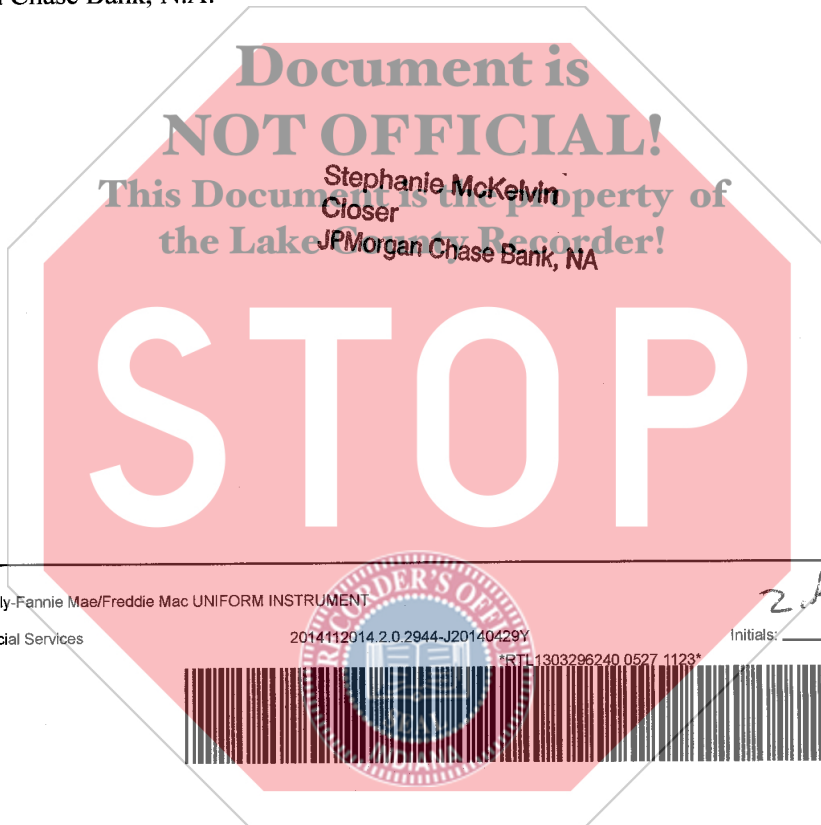 Chase Bank, N.A.
Document is
NOT OFFICIAL!
Stephanie McKelvin
This Document is the property of
Closer
the Lake County Recorder!
JPMorgan Chase Bank, NA
STOP
ly-Fannie Mae/Freddie Mac UNIFORM INSTRUMENT
RECORDER'S OFFICE
cial Services
2014112014.2.0.2944-J20140429Y
Initials:
*RTL1303296240 0527 1123*
SEAL
INDIANA